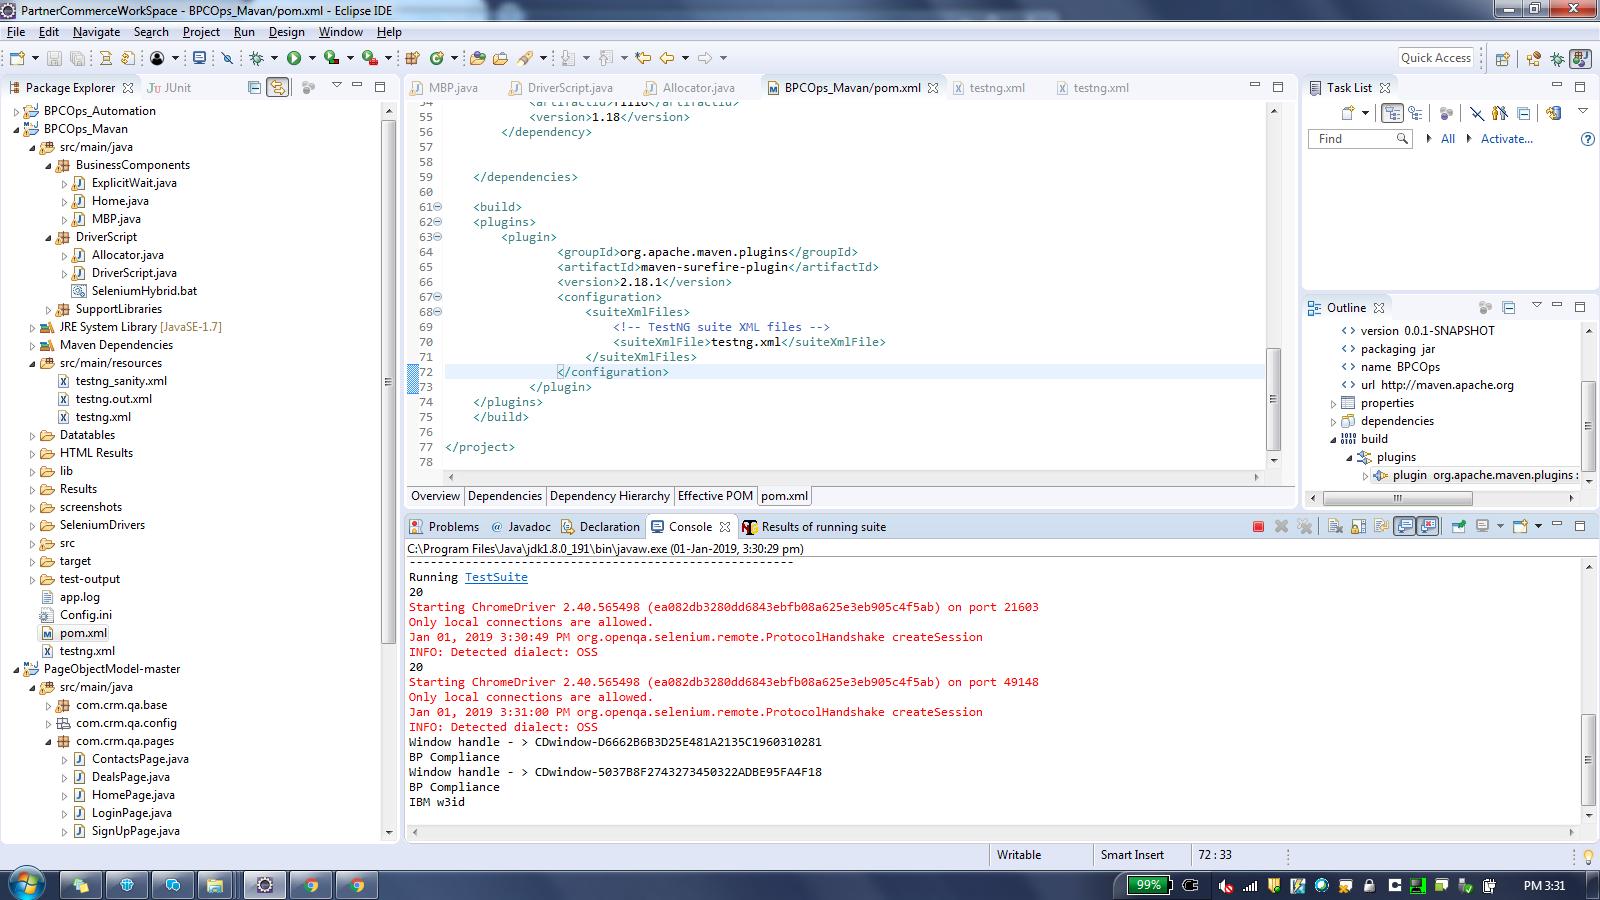 PartnerCommerceWorkSpace - BPCOps_Mavan/pom.xml - Eclipse IDE
File Edit Navigate Search Project Run Design Window Help
Quick Access
Package Explorer
JUnit
BPCOps_Automation
BPCOps_Mavan
src/main/java
BusinessComponents
ExplicitWait.java
Home.java
MBP.java
DriverScript
Allocator.java
DriverScript.java
SeleniumHybrid.bat
SupportLibraries
JRE System Library [JavaSE-1.7]
Maven Dependencies
src/main/resources
testng_sanity.xml
testng.out.xml
testng.xml
Datatables
HTML Results
lib
Results
screenshots
SeleniumDrivers
src
target
test-output
app.log
Config.ini
pom.xml
testng.xml
PageObjectModel-master
src/main/java
com.crm.qa.base
com.crm.qa.config
com.crm.qa.pages
ContactsPage.java
DealsPage.java
HomePage.java
LoginPage.java
SignUpPage.java
MBP.java DriverScript.java Allocator.java BPCOps_Mavan/pom.xml testng.xml testng.xml
55 <version>1.18</version>
56 </dependency>
57
58
59 </dependencies>
60
61 <build>
62 <plugins>
63 <plugin>
64 <groupId>org.apache.maven.plugins</groupId>
65 <artifactId>maven-surefire-plugin</artifactId>
66 <version>2.18.1</version>
67 <configuration>
68 <suiteXmlFiles>
69 <!-- TestNG suite XML files -->
70 <suiteXmlFile>testng.xml</suiteXmlFile>
71 </suiteXmlFiles>
72 </configuration>
73 </plugin>
74 </plugins>
75 </build>
76
77 </project>
78
Overview Dependencies Dependency Hierarchy Effective POM pom.xml
Problems @ Javadoc Declaration Console Results of running suite
C:\Program Files\Java\jdk1.8.0_191\bin\javaw.exe (01-Jan-2019, 3:30:29 pm)
-------------------------------------------------------
Running TestSuite
20
Starting ChromeDriver 2.40.565498 (ea082db3280dd6843ebfb08a625e3eb905c4f5ab) on port 21603
Only local connections are allowed.
Jan 01, 2019 3:30:49 PM org.openqa.selenium.remote.ProtocolHandshake createSession
INFO: Detected dialect: OSS
20
Starting ChromeDriver 2.40.565498 (ea082db3280dd6843ebfb08a625e3eb905c4f5ab) on port 49148
Only local connections are allowed.
Jan 01, 2019 3:31:00 PM org.openqa.selenium.remote.ProtocolHandshake createSession
INFO: Detected dialect: OSS
Window handle - > CDwindow-D6662B6B3D25E481A2135C1960310281
BP Compliance
Window handle - > CDwindow-5037B8F2743273450322ADBE95FA4F18
BP Compliance
IBM w3id
Task List
Find
All
Activate...
Outline
version 0.0.1-SNAPSHOT
packaging jar
name BPCOps
url http://maven.apache.org
properties
dependencies
build
plugins
plugin org.apache.maven.plugins :
Writable
Smart Insert
72 : 33
99%
PM 3:31